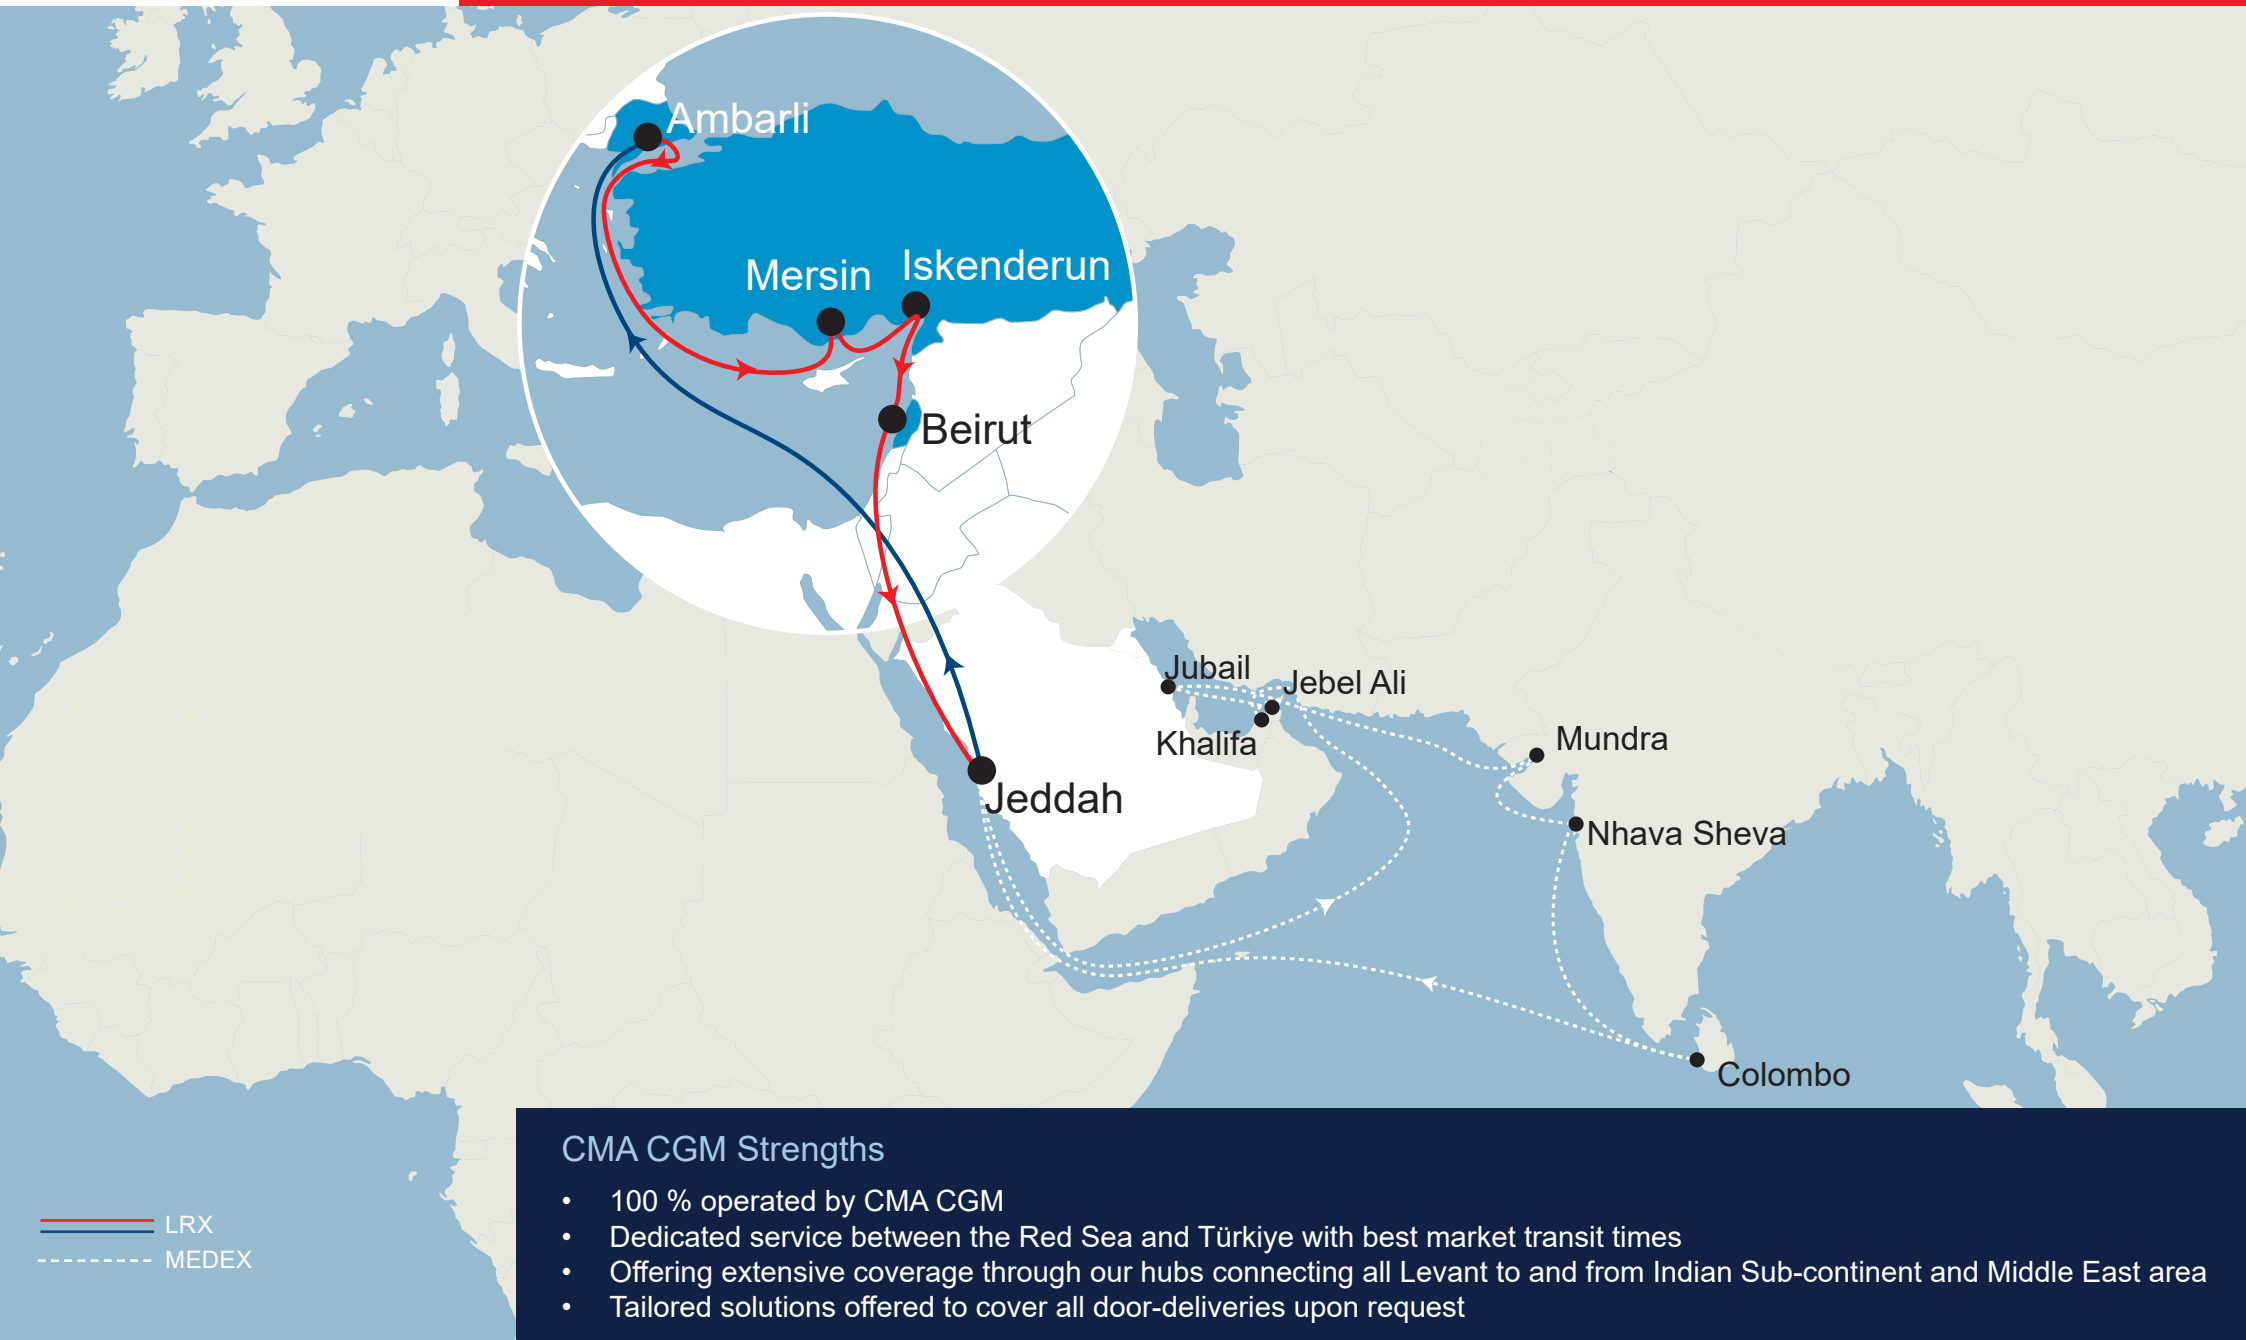 Ambarli
Mersin
Iskenderun
Beirut
Jubail
Jebel Ali
Khalifa
Mundra
Jeddah
Nhava Sheva
Colombo
CMA CGM Strengths
• 100 % operated by CMA CGM
• Dedicated service between the Red Sea and Türkiye with best market transit times
• Offering extensive coverage through our hubs connecting all Levant to and from Indian Sub-continent and Middle East area
• Tailored solutions offered to cover all door-deliveries upon request
LRX
MEDEX